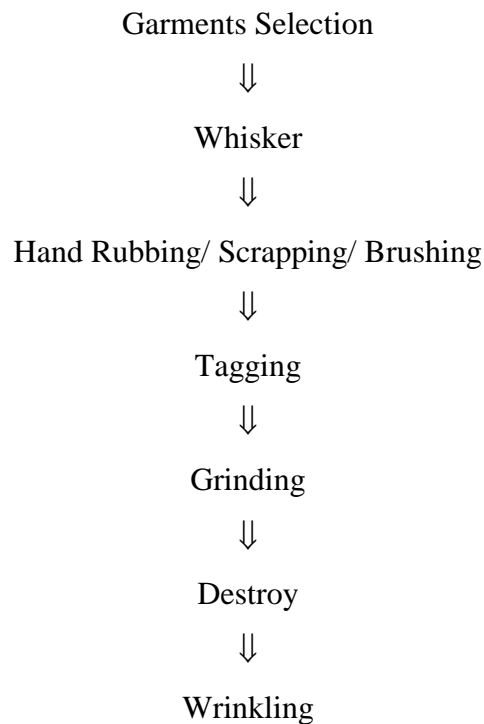 Garments Selection
⇓
Whisker
⇓
Hand Rubbing/ Scrapping/ Brushing
⇓
Tagging
⇓
Grinding
⇓
Destroy
⇓
Wrinkling